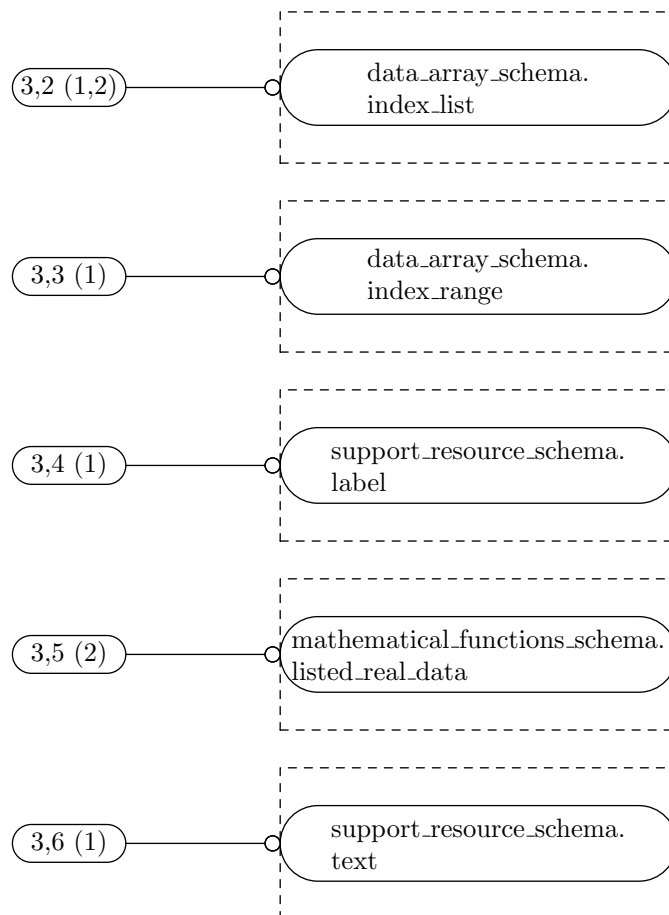 3,2 (1,2)
data_array_schema.
index_list
3,3 (1)
data_array_schema.
index_range
3,4 (1)
support_resource_schema.
label
3,5 (2)
mathematical_functions_schema.
listed_real_data
3,6 (1)
support_resource_schema.
text